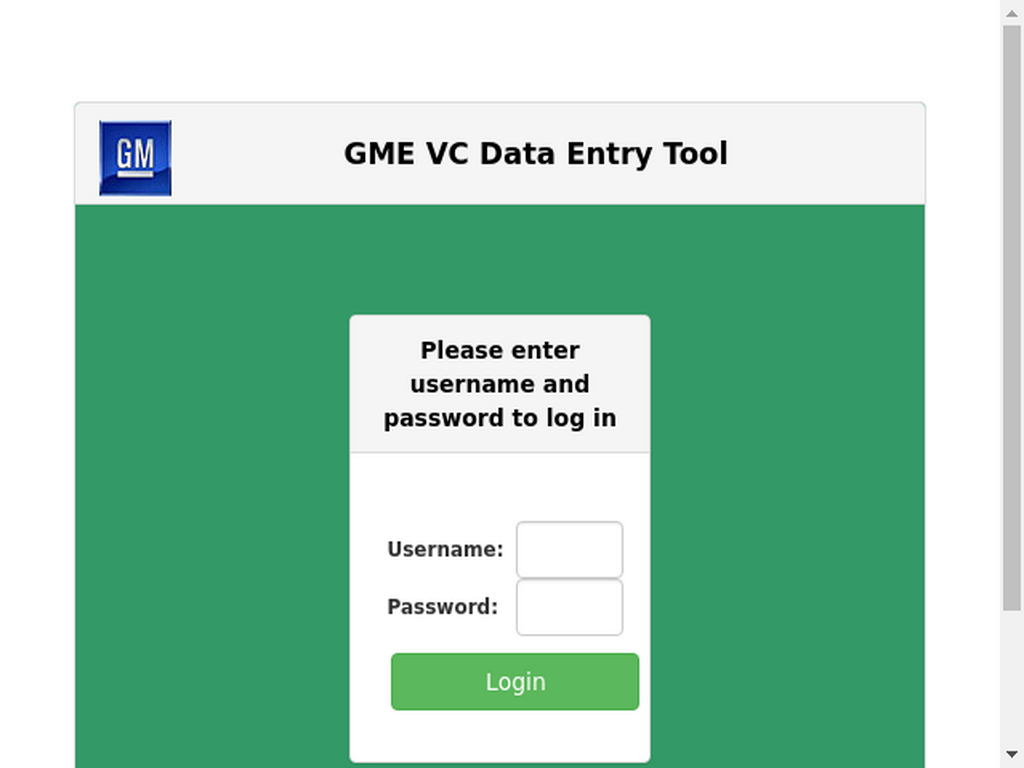 GM
GME VC Data Entry Tool
Please enter
username and
password to log in
Username:
Password:
Login